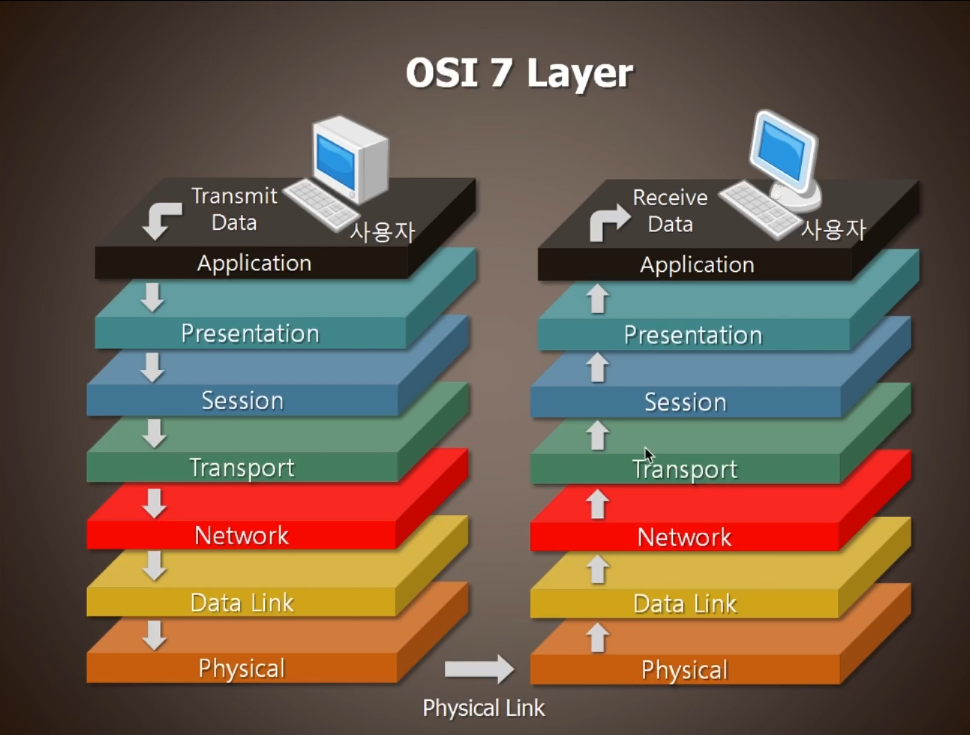 OSI 7 Layer
Transmit
Data
사용자
Application
Presentation
Session
Transport
Network
Data Link
Physical
Receive
Data
사용자
Application
Presentation
Session
Transport
Network
Data Link
Physical
Physical Link